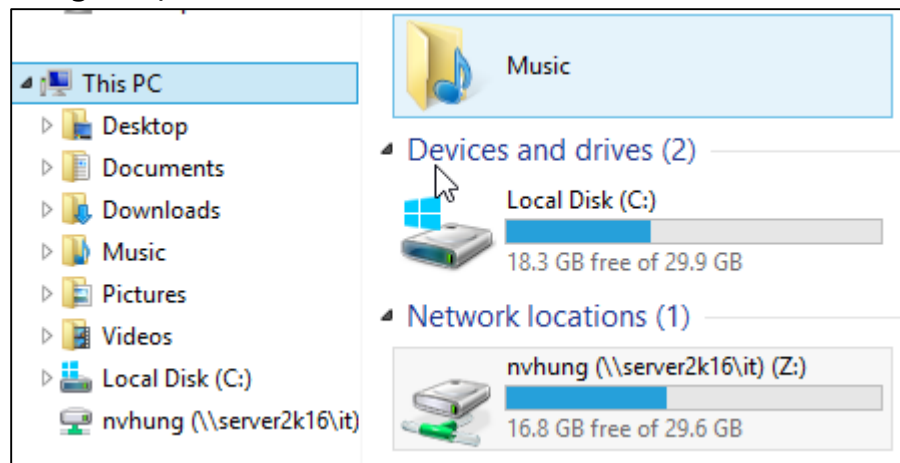 This PC
Desktop
Documents
Downloads
Music
Pictures
Videos
Local Disk (C:)
nvhung (\\server2k16\it)
Music
Devices and drives (2)
Local Disk (C:)
18.3 GB free of 29.9 GB
Network locations (1)
nvhung (\\server2k16\it) (Z:)
16.8 GB free of 29.6 GB